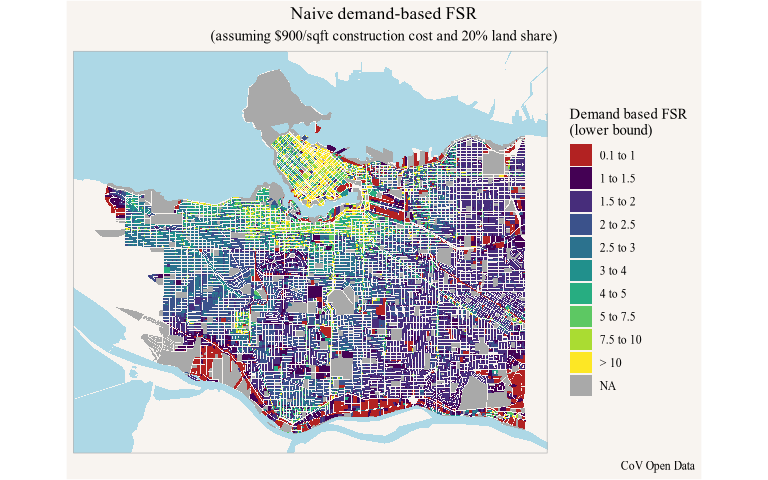 Naive demand-based FSR
(assuming $900/sqft construction cost and 20% land share)
Demand based FSR
(lower bound)
0.1 to 1
1 to 1.5
1.5 to 2
2 to 2.5
2.5 to 3
3 to 4
4 to 5
5 to 7.5
7.5 to 10
> 10
NA
CoV Open Data